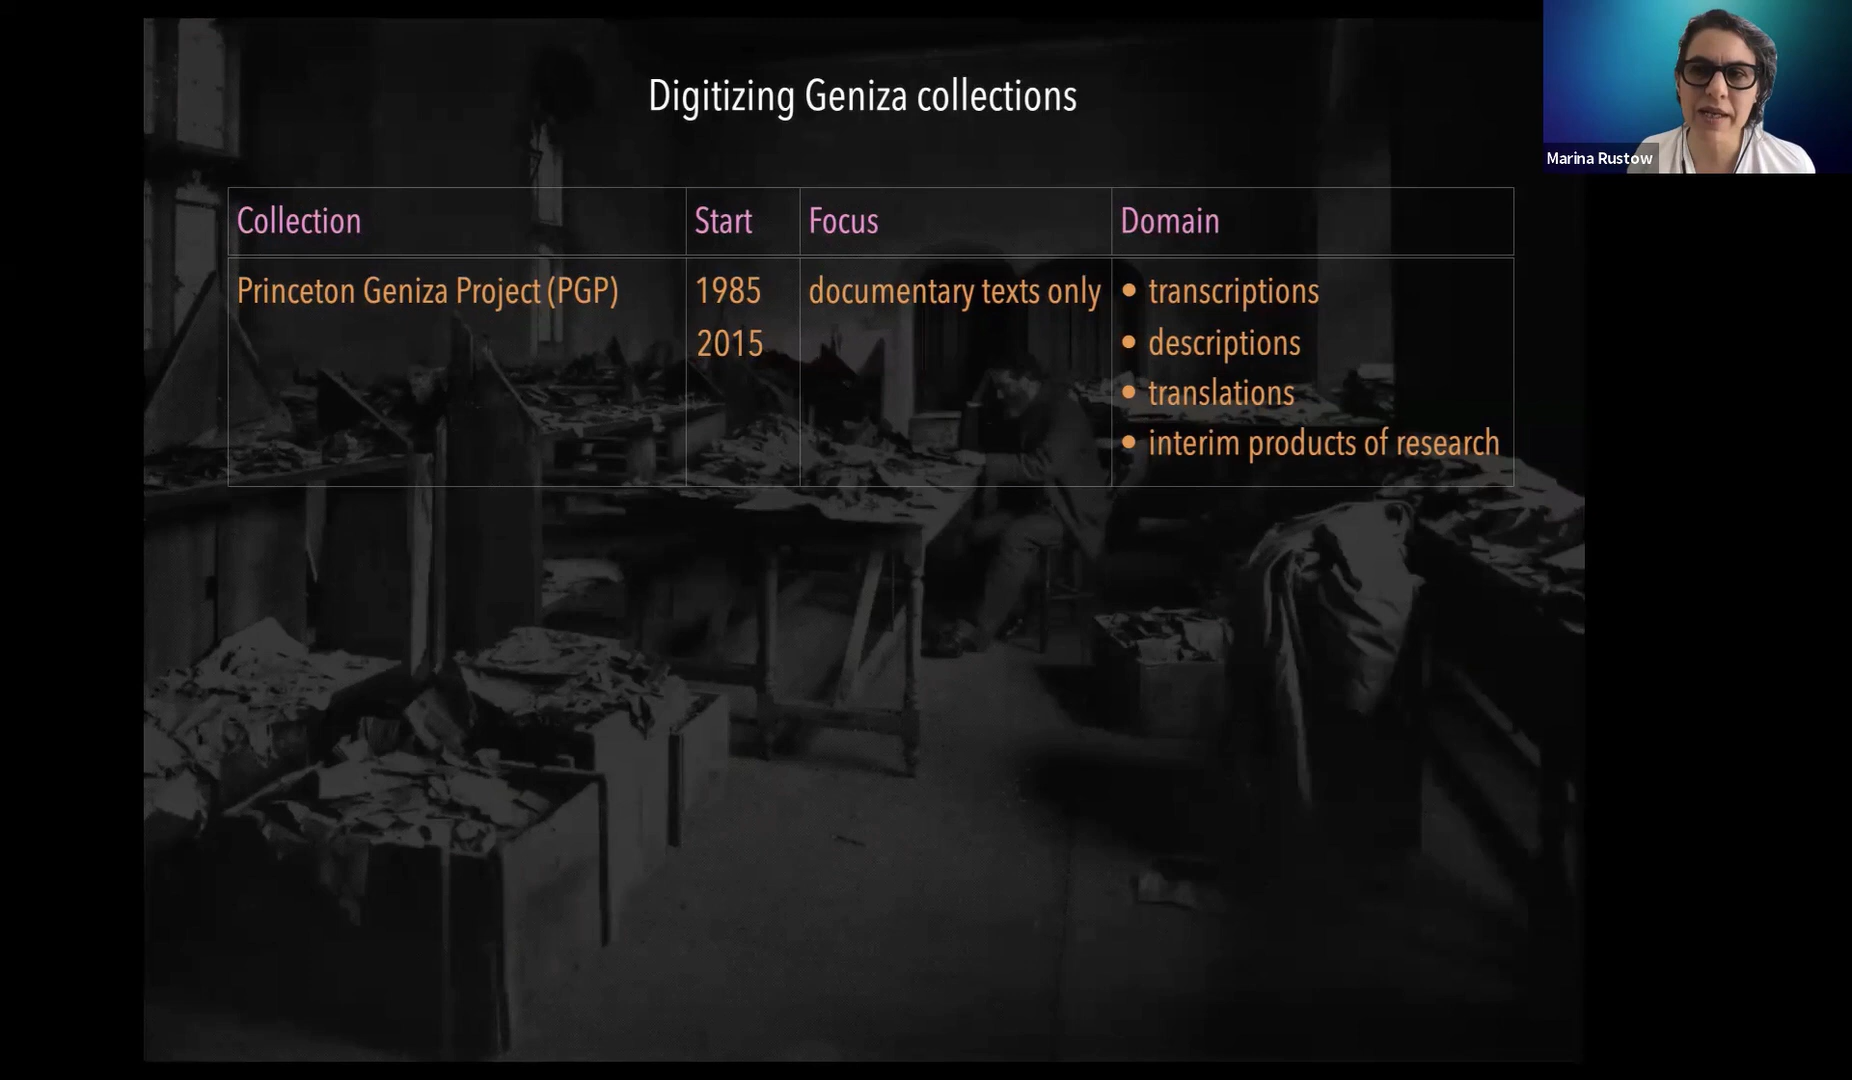 Digitizing Geniza collections
Marina Rustow
Collection Start Focus Domain
Princeton Geniza Project (PGP) 1985 documentary texts only • transcriptions
2015 • descriptions
• translations
• interim products of research